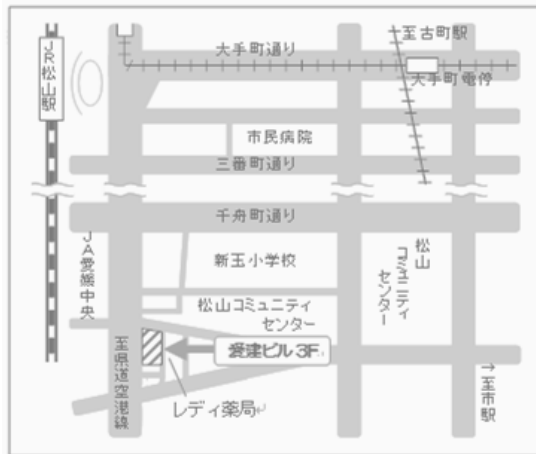 至古町駅
大手町通り
大手町電停
JR松山駅
市民病院
三番町通り
千舟町通り
JA愛媛中央
新玉小学校
松山
コミュニティ
センター
松山コミュニティ
センター
愛建ビル3F
至県道空港線
レディ薬局
→至市駅